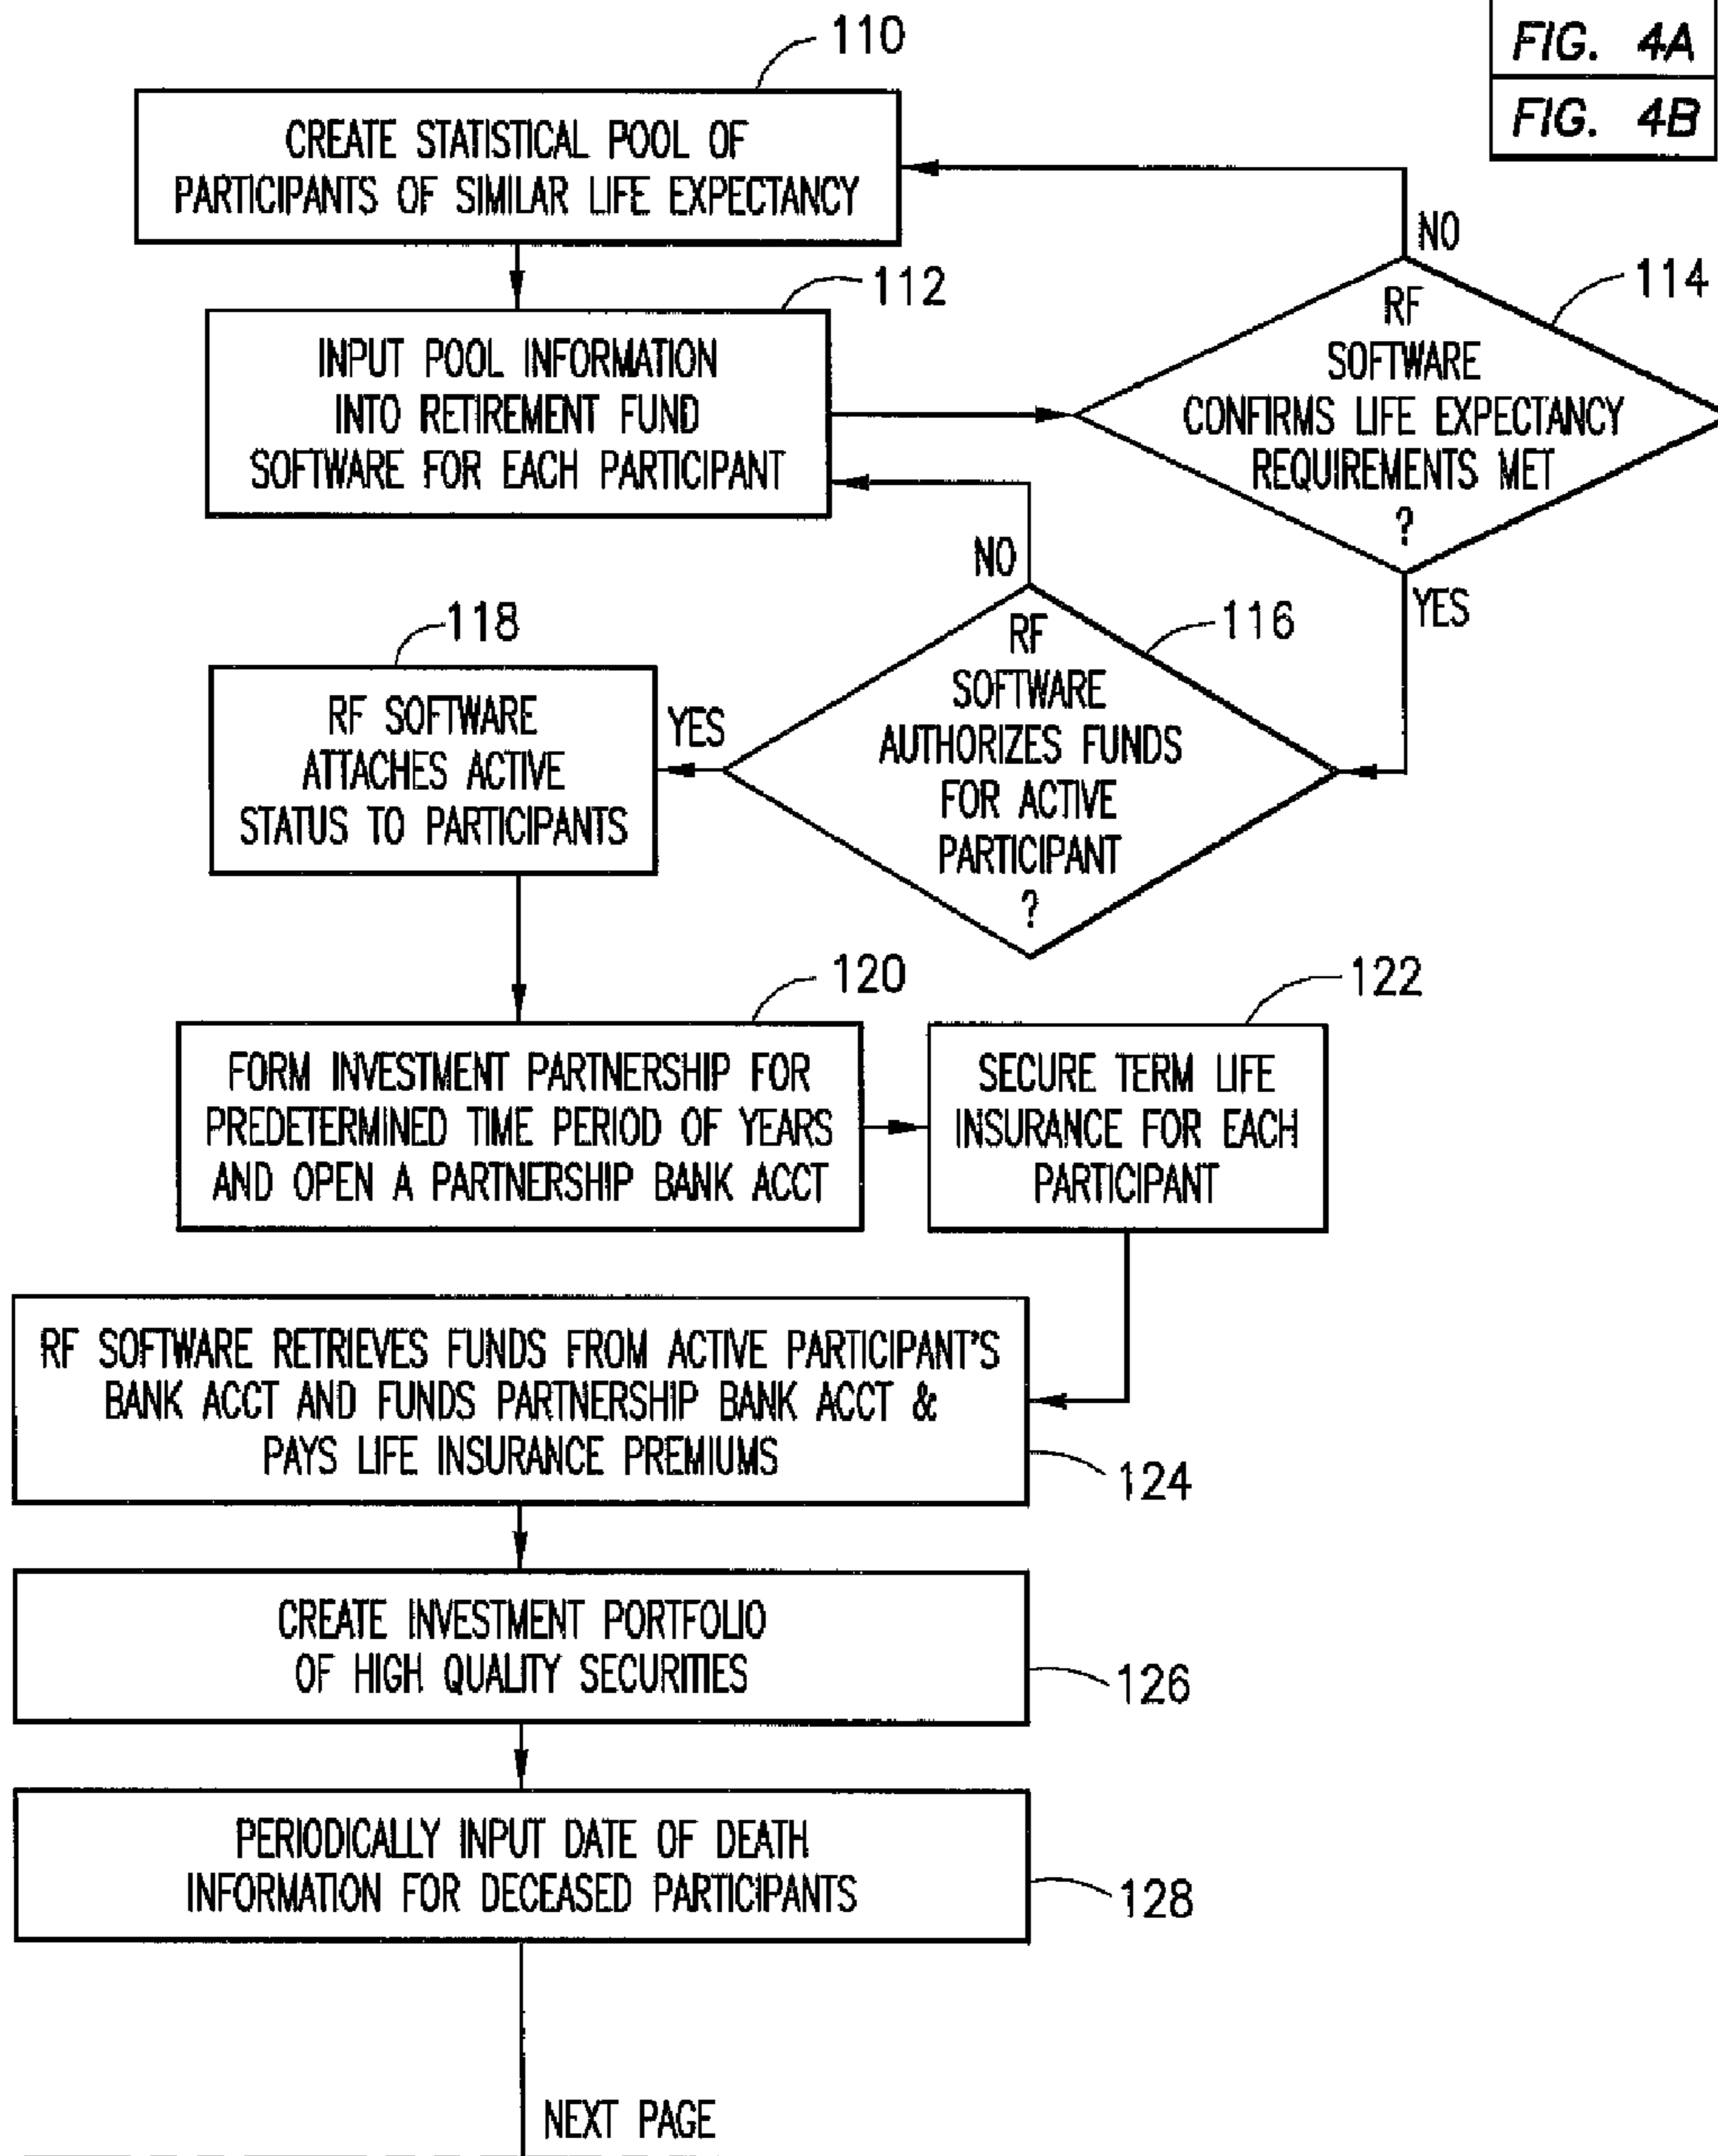 FIG. 4A
FIG. 4B
110
CREATE STATISTICAL POOL OF
PARTICIPANTS OF SIMILAR LIFE EXPECTANCY
112
INPUT POOL INFORMATION
INTO RETIREMENT FUND
SOFTWARE FOR EACH PARTICIPANT
NO
114
RF
SOFTWARE
CONFIRMS LIFE EXPECTANCY
REQUIREMENTS MET
?
YES
NO
116
RF
SOFTWARE
AUTHORIZES FUNDS
FOR ACTIVE
PARTICIPANT
?
YES
118
RF SOFTWARE
ATTACHES ACTIVE
STATUS TO PARTICIPANTS
120
FORM INVESTMENT PARTNERSHIP FOR
PREDETERMINED TIME PERIOD OF YEARS
AND OPEN A PARTNERSHIP BANK ACCT
122
SECURE TERM LIFE
INSURANCE FOR EACH
PARTICIPANT
RF SOFTWARE RETRIEVES FUNDS FROM ACTIVE PARTICIPANT'S
BANK ACCT AND FUNDS PARTNERSHIP BANK ACCT &
PAYS LIFE INSURANCE PREMIUMS
124
CREATE INVESTMENT PORTFOLIO
OF HIGH QUALITY SECURITIES
126
PERIODICALLY INPUT DATE OF DEATH
INFORMATION FOR DECEASED PARTICIPANTS
128
NEXT PAGE